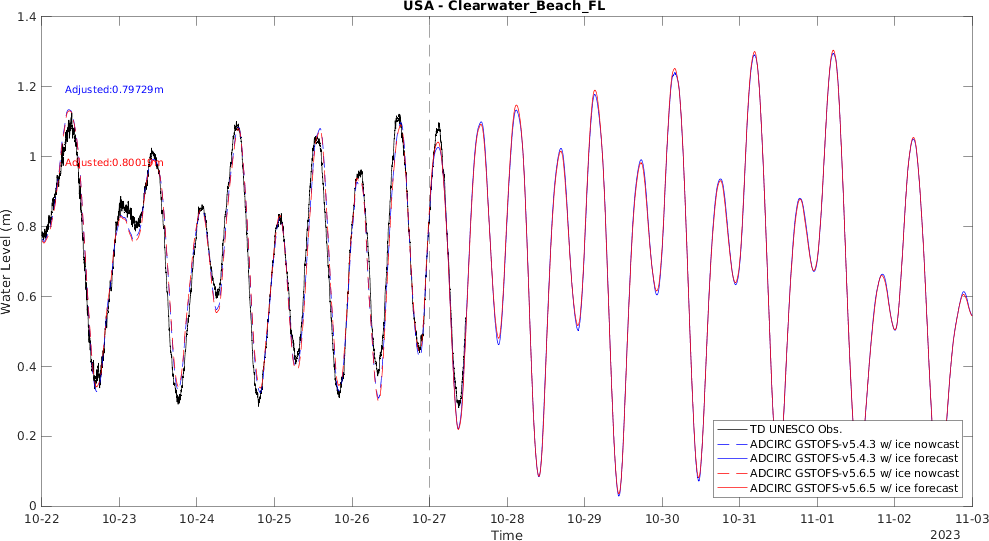 USA - Clearwater_Beach_FL
1.4
1.2
1
0.8
0.6
0.4
0.2
0
Water Level (m)
Adjusted:0.79729m
Adjusted:0.80019m
TD UNESCO Obs.
ADCIRC GSTOFS-v5.4.3 w/ ice nowcast
ADCIRC GSTOFS-v5.4.3 w/ ice forecast
ADCIRC GSTOFS-v5.6.5 w/ ice nowcast
ADCIRC GSTOFS-v5.6.5 w/ ice forecast
10-22 10-23 10-24 10-25 10-26 10-27 10-28 10-29 10-30 10-31 11-01 11-02 11-03
Time
2023